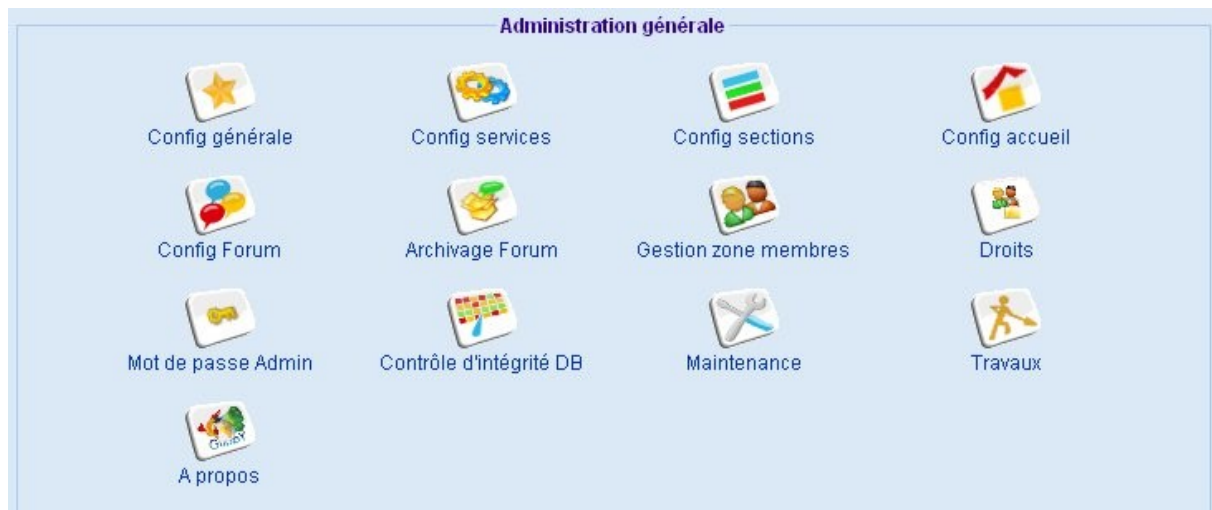 Administration générale
Config générale
Config services
Config sections
Config accueil
Config Forum
Archivage Forum
Gestion zone membres
Droits
Mot de passe Admin
Contrôle d'intégrité DB
Maintenance
Travaux
A propos